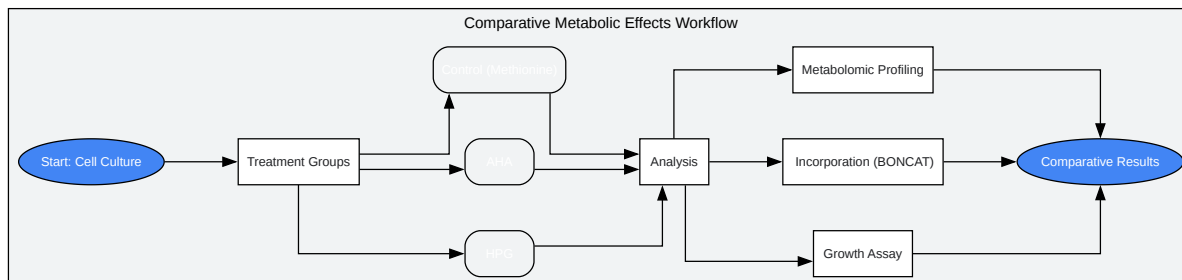 Comparative Metabolic Effects Workflow
Control (Methionine)
Metabolomic Profiling
Start: Cell Culture
Treatment Groups
AHA
Analysis
Incorporation (BONCAT)
Comparative Results
HPG
Growth Assay